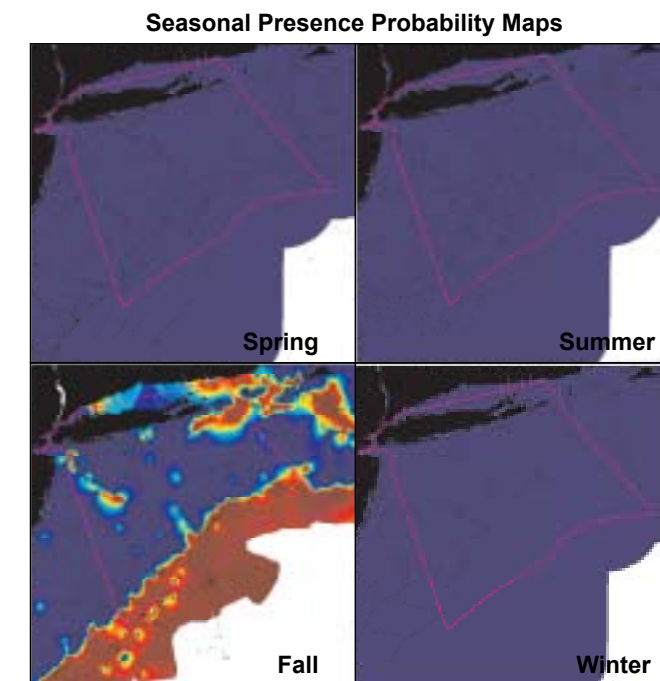 Seasonal Presence Probability Maps
Spring
Summer
Fall
Winter